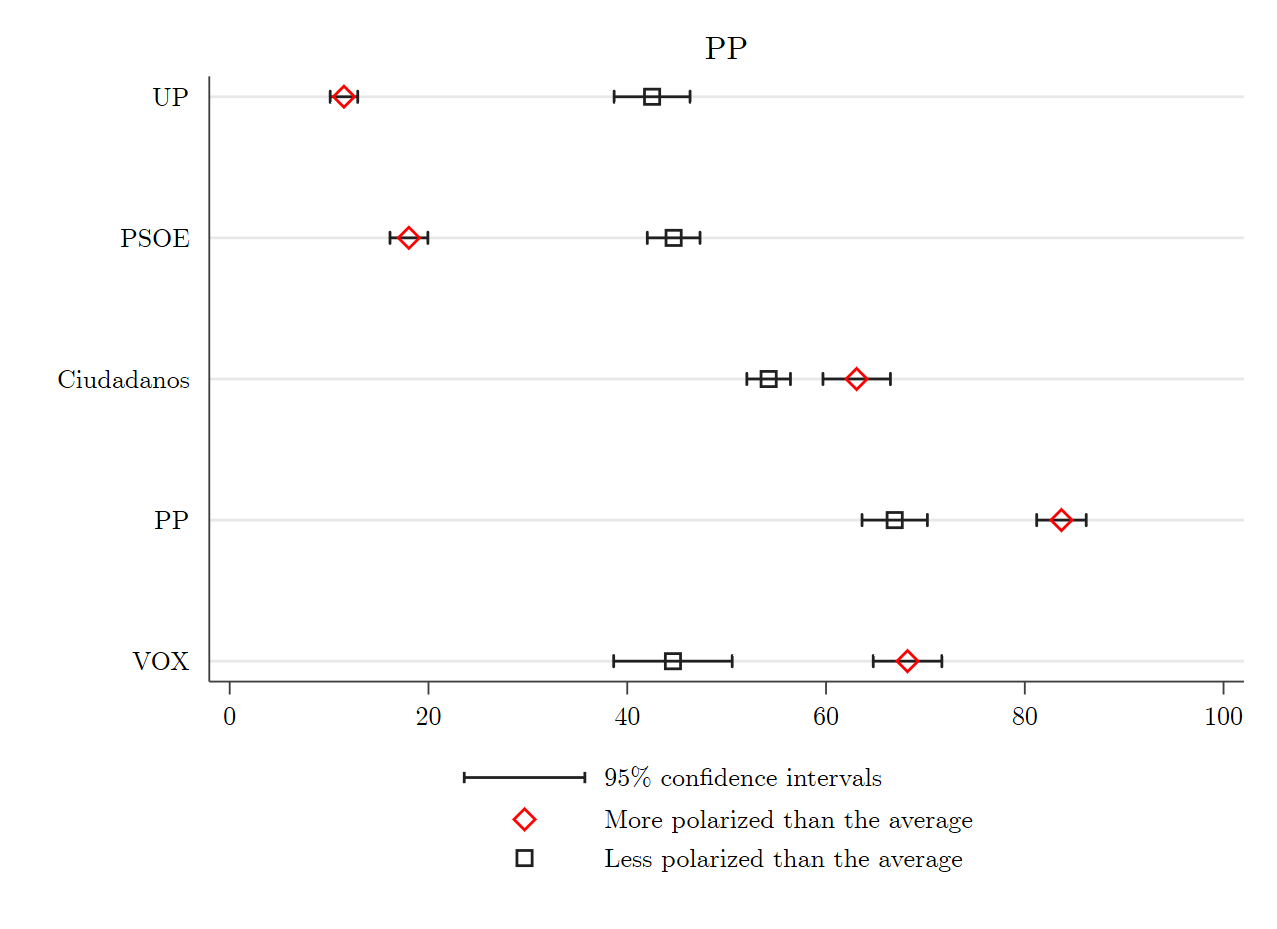 PP
UP
PSOE
Ciudadanos
PP
VOX
0 20 40 60 80 100
95% confidence intervals
More polarized than the average
Less polarized than the average